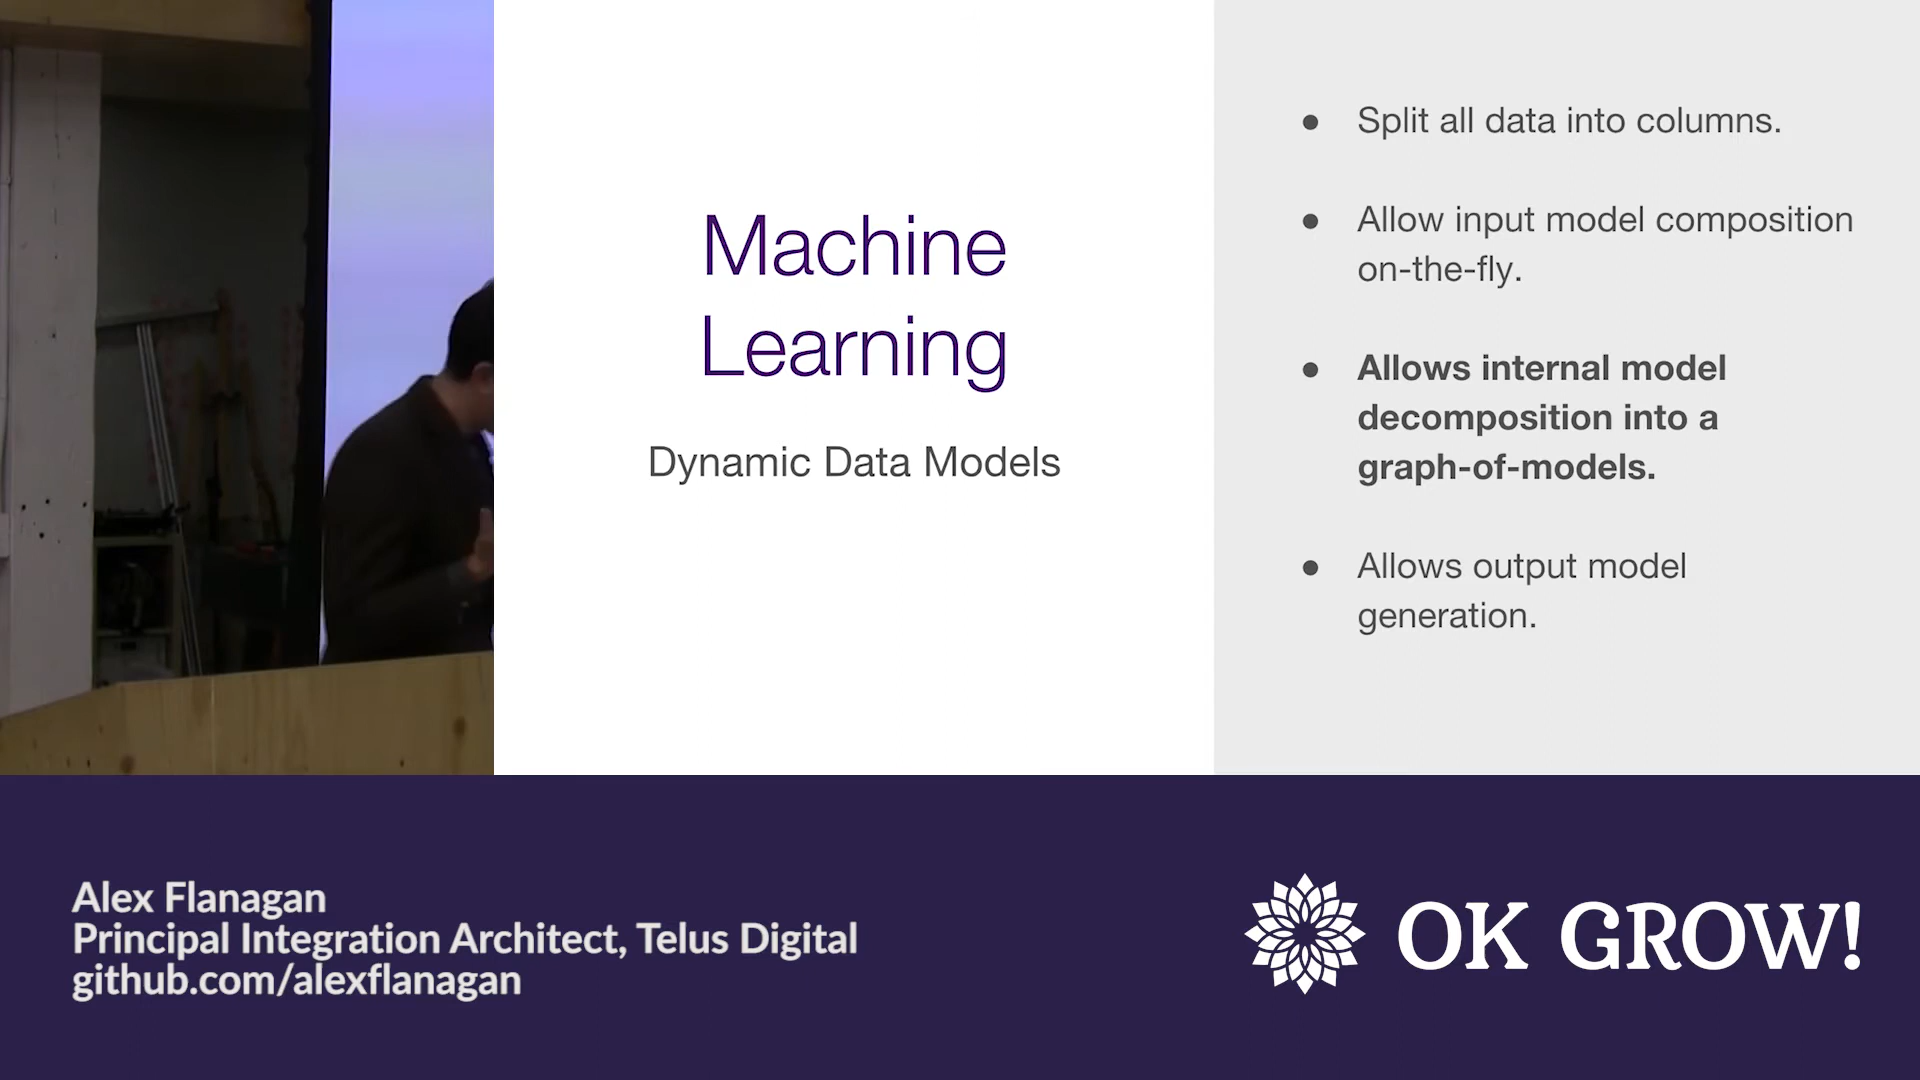 Machine
Learning
Dynamic Data Models
● Split all data into columns.
● Allow input model composition
on-the-fly.
● Allows internal model
decomposition into a
graph-of-models.
● Allows output model
generation.
Alex Flanagan
Principal Integration Architect, Telus Digital
github.com/alexflanagan
OK GROW!